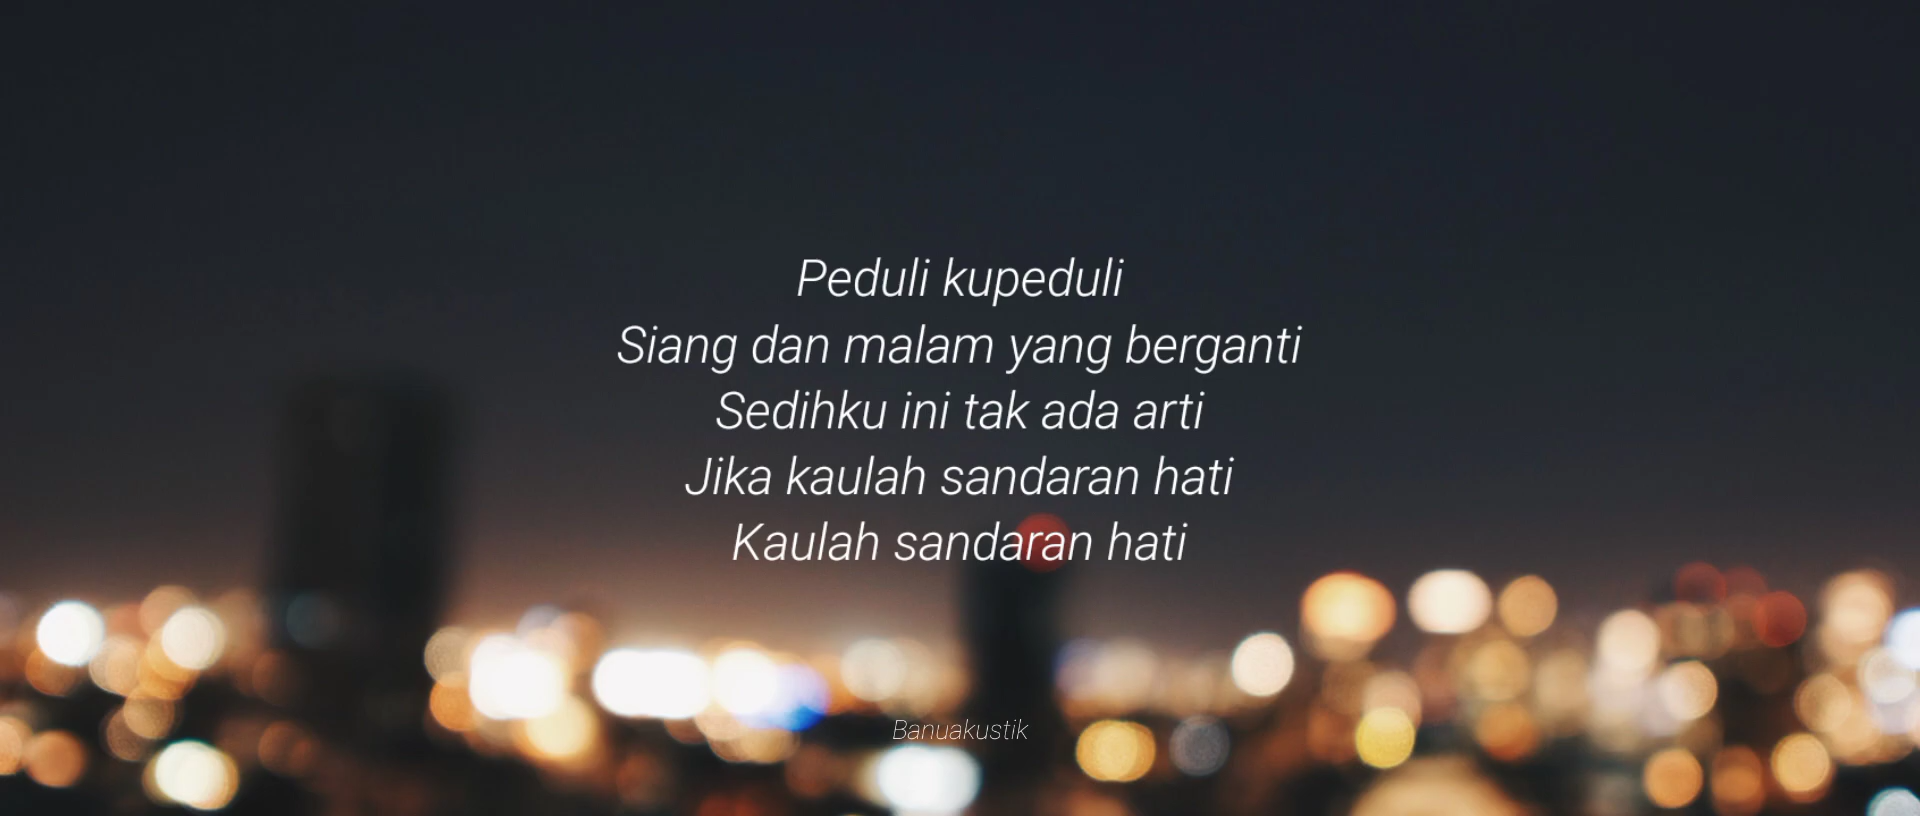 Peduli kupeduli
Siang dan malam yang berganti
Sedihku ini tak ada arti
Jika kaulah sandaran hati
Kaulah sandaran hati
Banuakustik